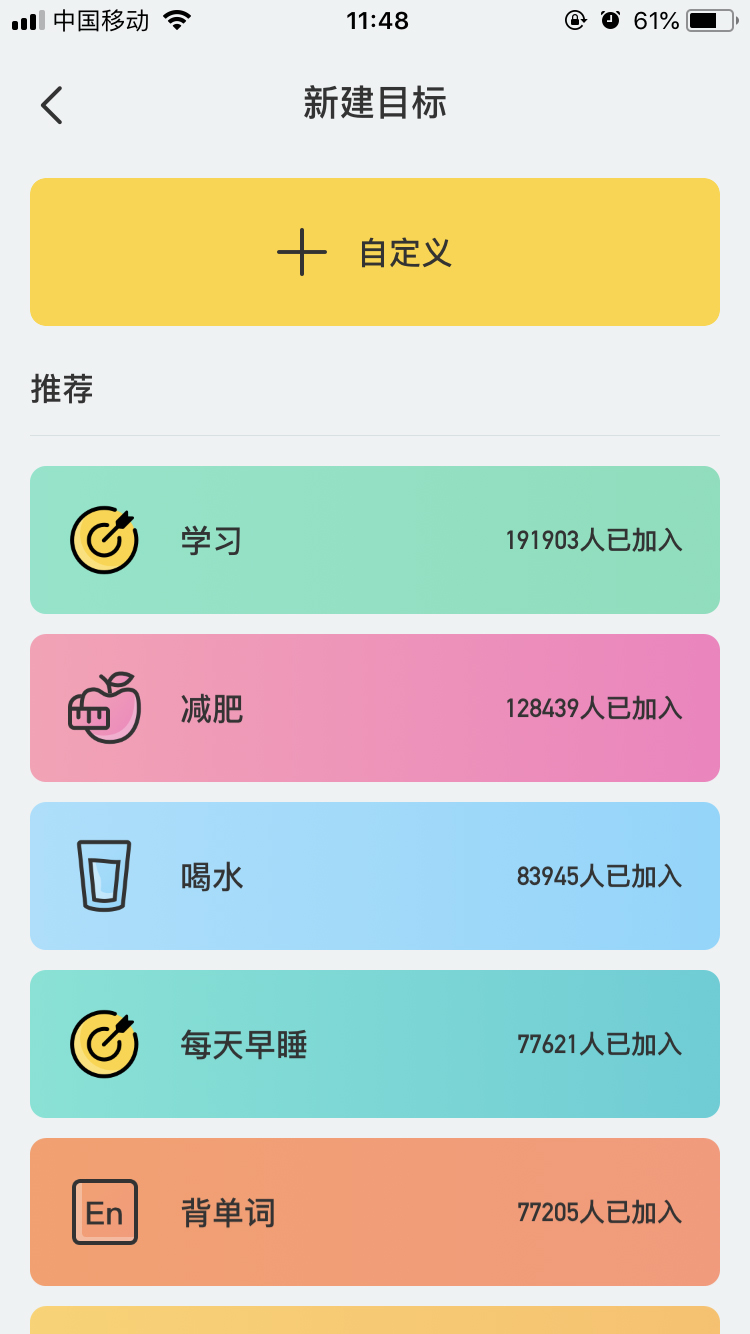 中国移动 11:48 61%
新建目标
自定义
推荐
学习 191903人已加入
减肥 128439人已加入
喝水 83945人已加入
每天早睡 77621人已加入
En 背单词 77205人已加入